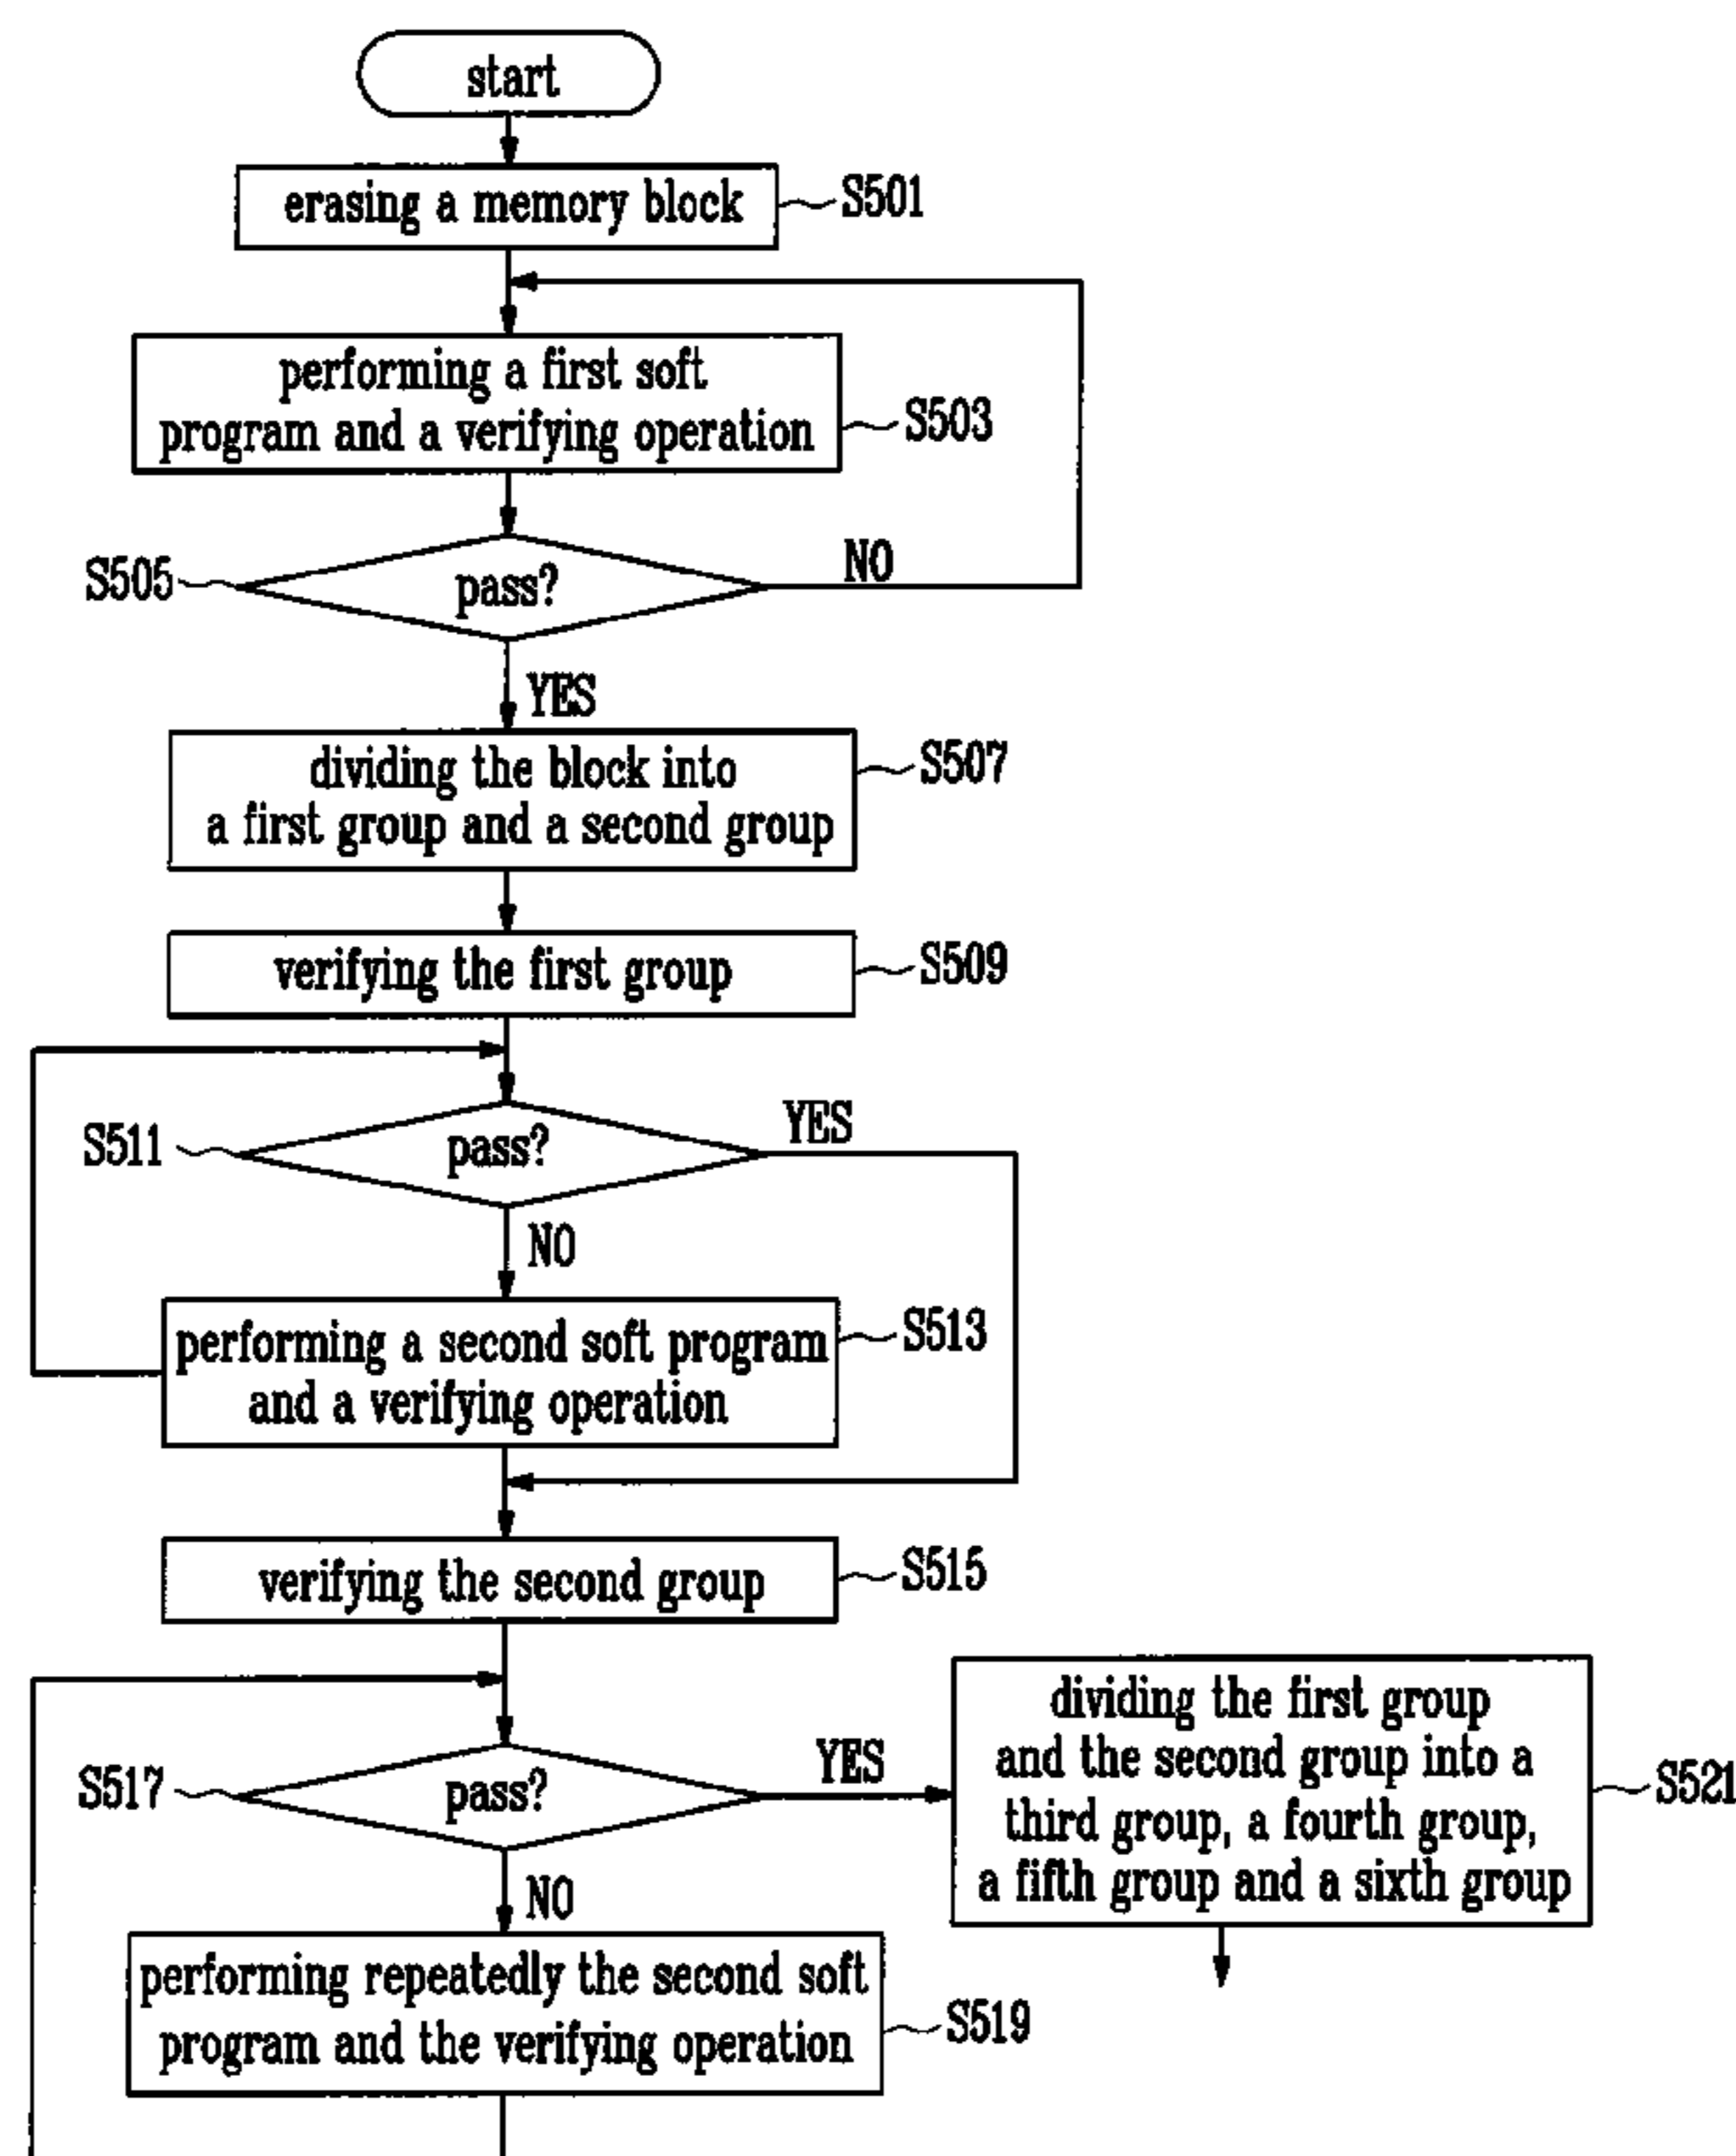 start
erasing a memory block
S501
performing a first soft
program and a verifying operation
S503
S505
pass?
NO
YES
dividing the block into
a first group and a second group
S507
verifying the first group
S509
S511
pass?
YES
NO
performing a second soft program
and a verifying operation
S513
verifying the second group
S515
S517
pass?
YES
NO
dividing the first group
and the second group into a
third group, a fourth group,
a fifth group and a sixth group
S521
performing repeatedly the second soft
program and the verifying operation
S519